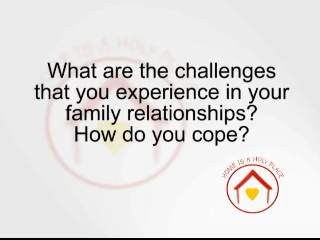 What are the challenges
that you experience in your
family relationships?
How do you cope?
HOME IS A HOLY PLACE